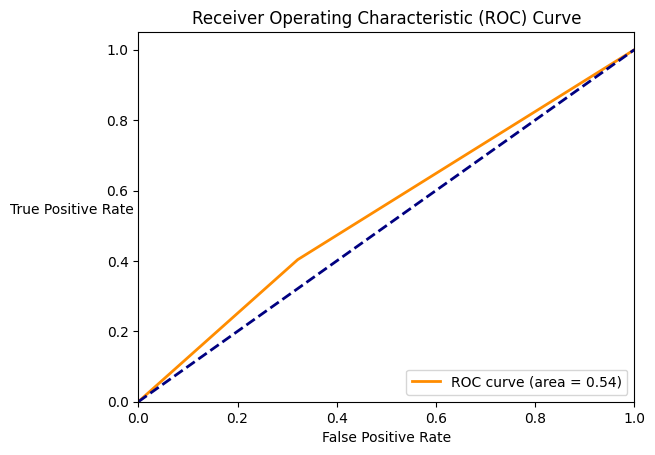 Receiver Operating Characteristic (ROC) Curve
1.0
0.8
0.6
True Positive Rate
0.4
0.2
0.0
ROC curve (area = 0.54)
0.0 0.2 0.4 0.6 0.8 1.0
False Positive Rate